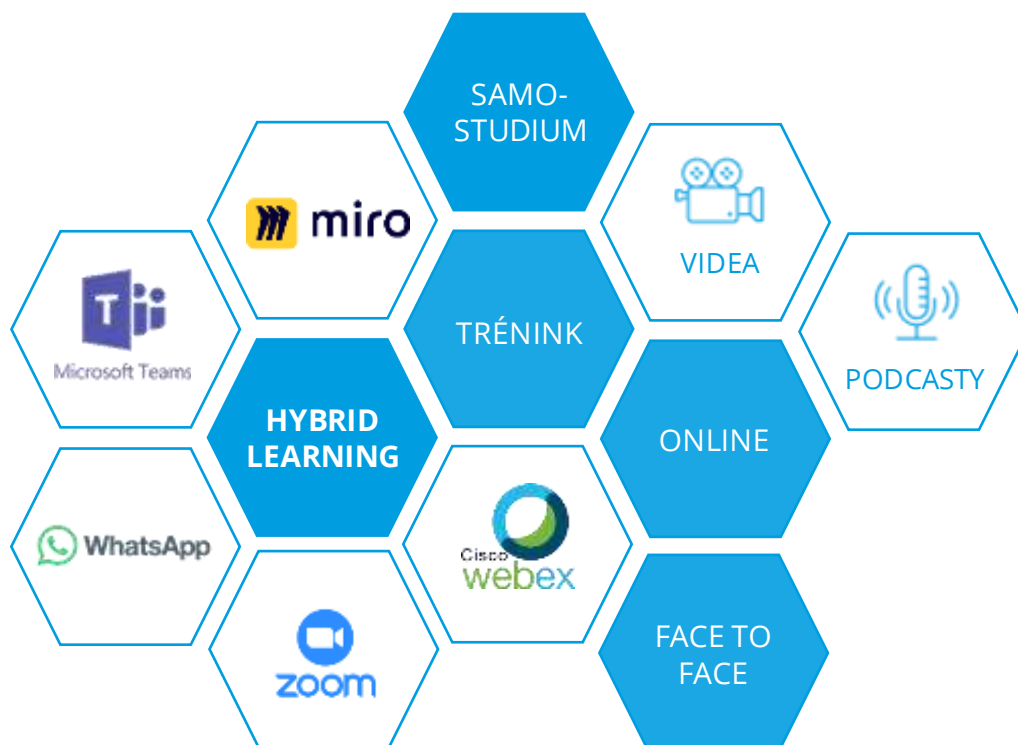 SAMO-
STUDIUM
miro
VIDEA
T
Microsoft Teams
TRÉNINK
PODCASTY
HYBRID
LEARNING
ONLINE
WhatsApp
Cisco
webex
zoom
FACE TO
FACE